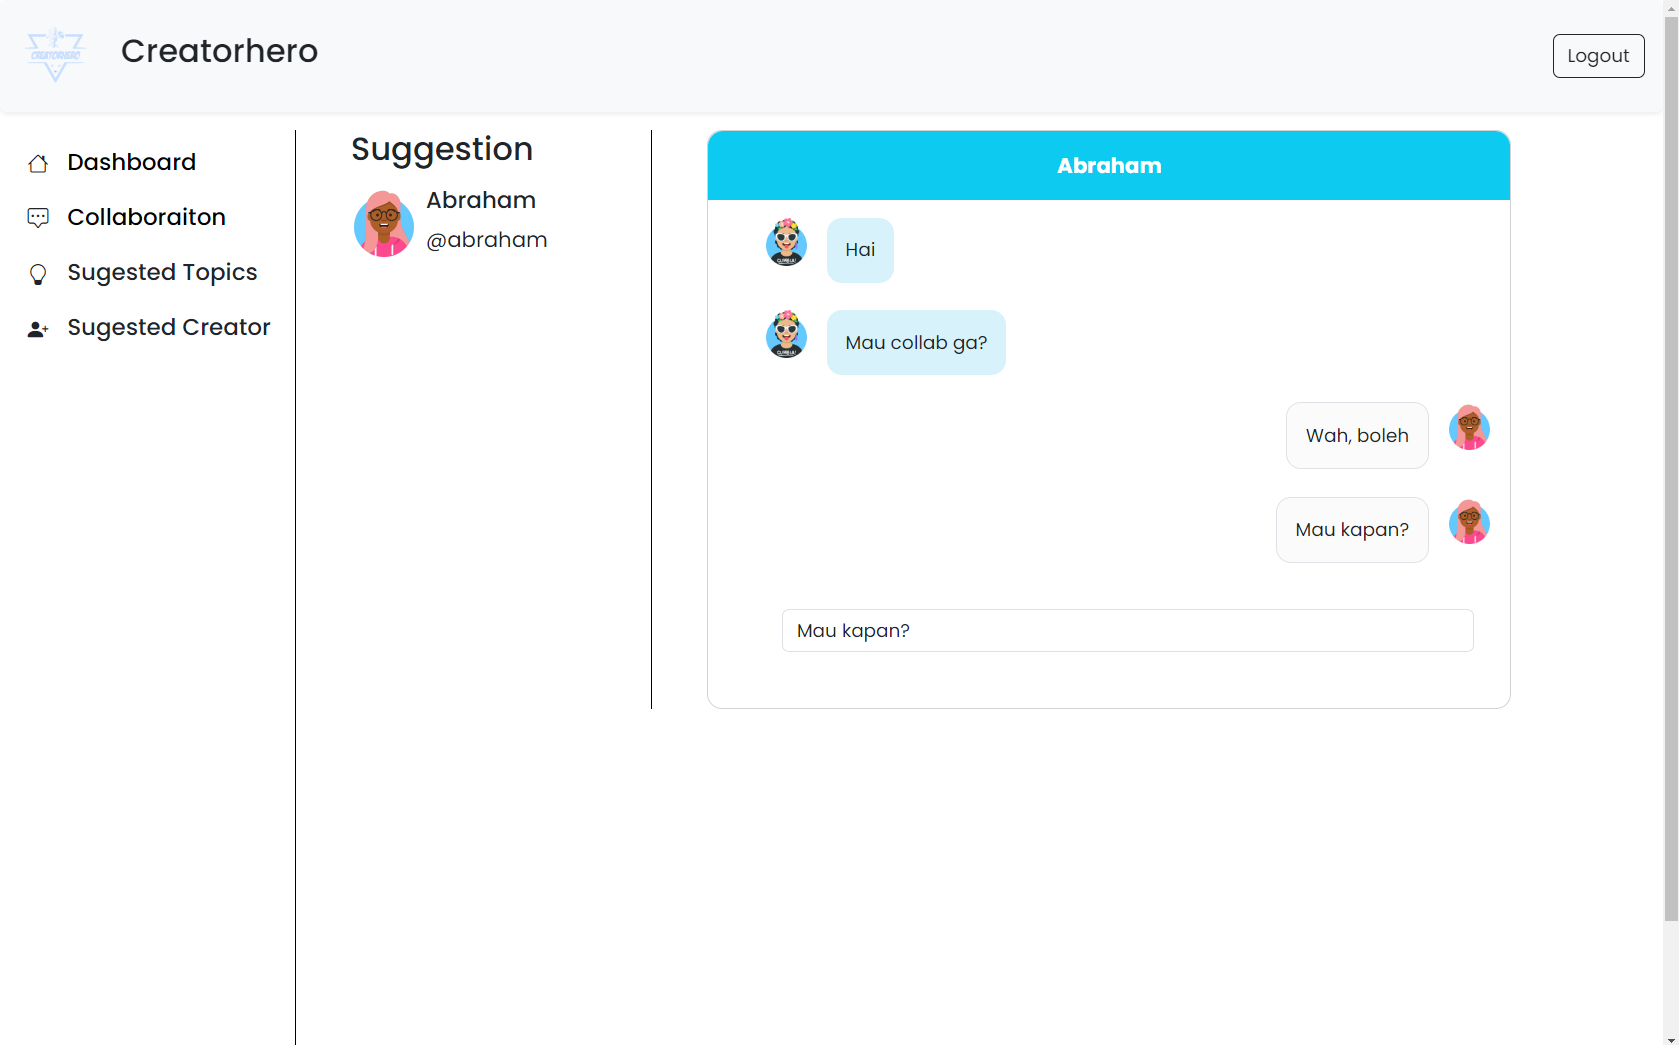 CREATORHERO
Creatorhero
Logout
Dashboard
Collaboraiton
Sugested Topics
Sugested Creator
Suggestion
Abraham
@abraham
Abraham
Hai
Mau collab ga?
Wah, boleh
Mau kapan?
Mau kapan?